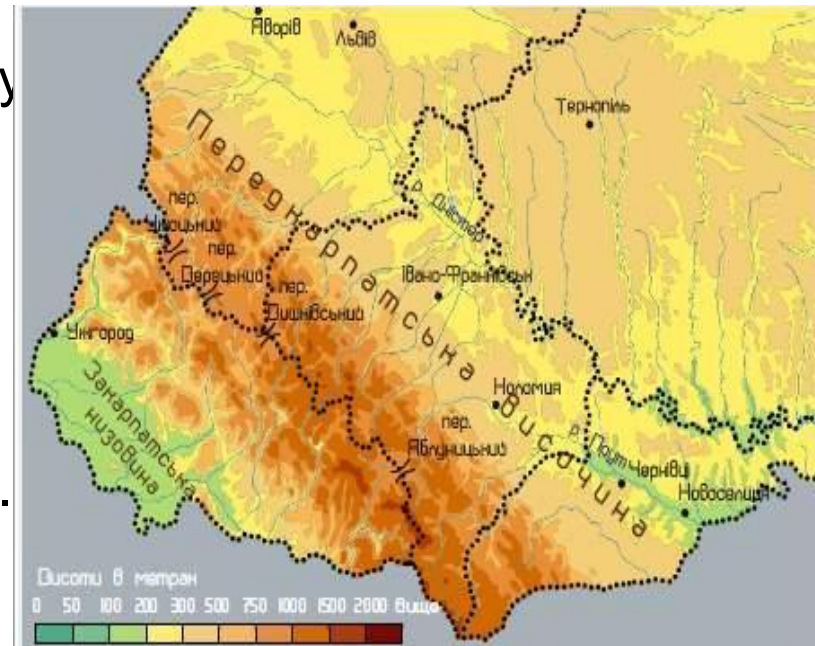 у
.
Яворів
Львів
Тернопіль
Передкарпатська височина
р. Дністер
пер.
Ужоцький
пер.
Верецький
пер.
Вишківський
Івано-Франківськ
Ужгород
Закарпатська
низовина
Коломия
пер.
Яблуницький
р. Прут
Чернівці
Новоселиця
Висоти в метрах
0 50 100 200 300 500 750 1000 1500 2000 Вище